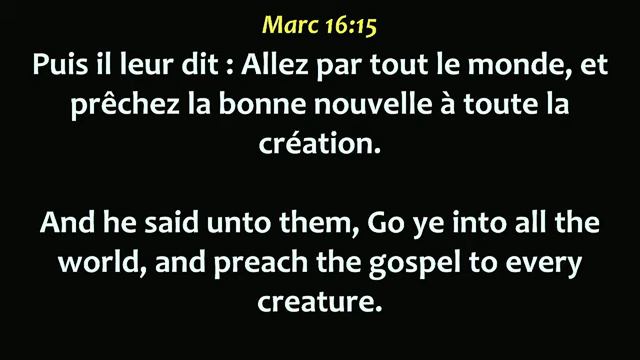 Marc 16:15
Puis il leur dit : Allez par tout le monde, et
prêchez la bonne nouvelle à toute la
création.
And he said unto them, Go ye into all the
world, and preach the gospel to every
creature.